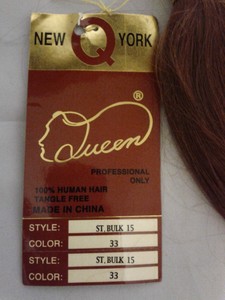 NEW Q YORK
Queen ®
PROFESSIONAL
ONLY
100% HUMAN HAIR
TANGLE FREE
MADE IN CHINA
STYLE: ST. BULK 15
COLOR: 33
STYLE: ST. BULK 15
COLOR: 33